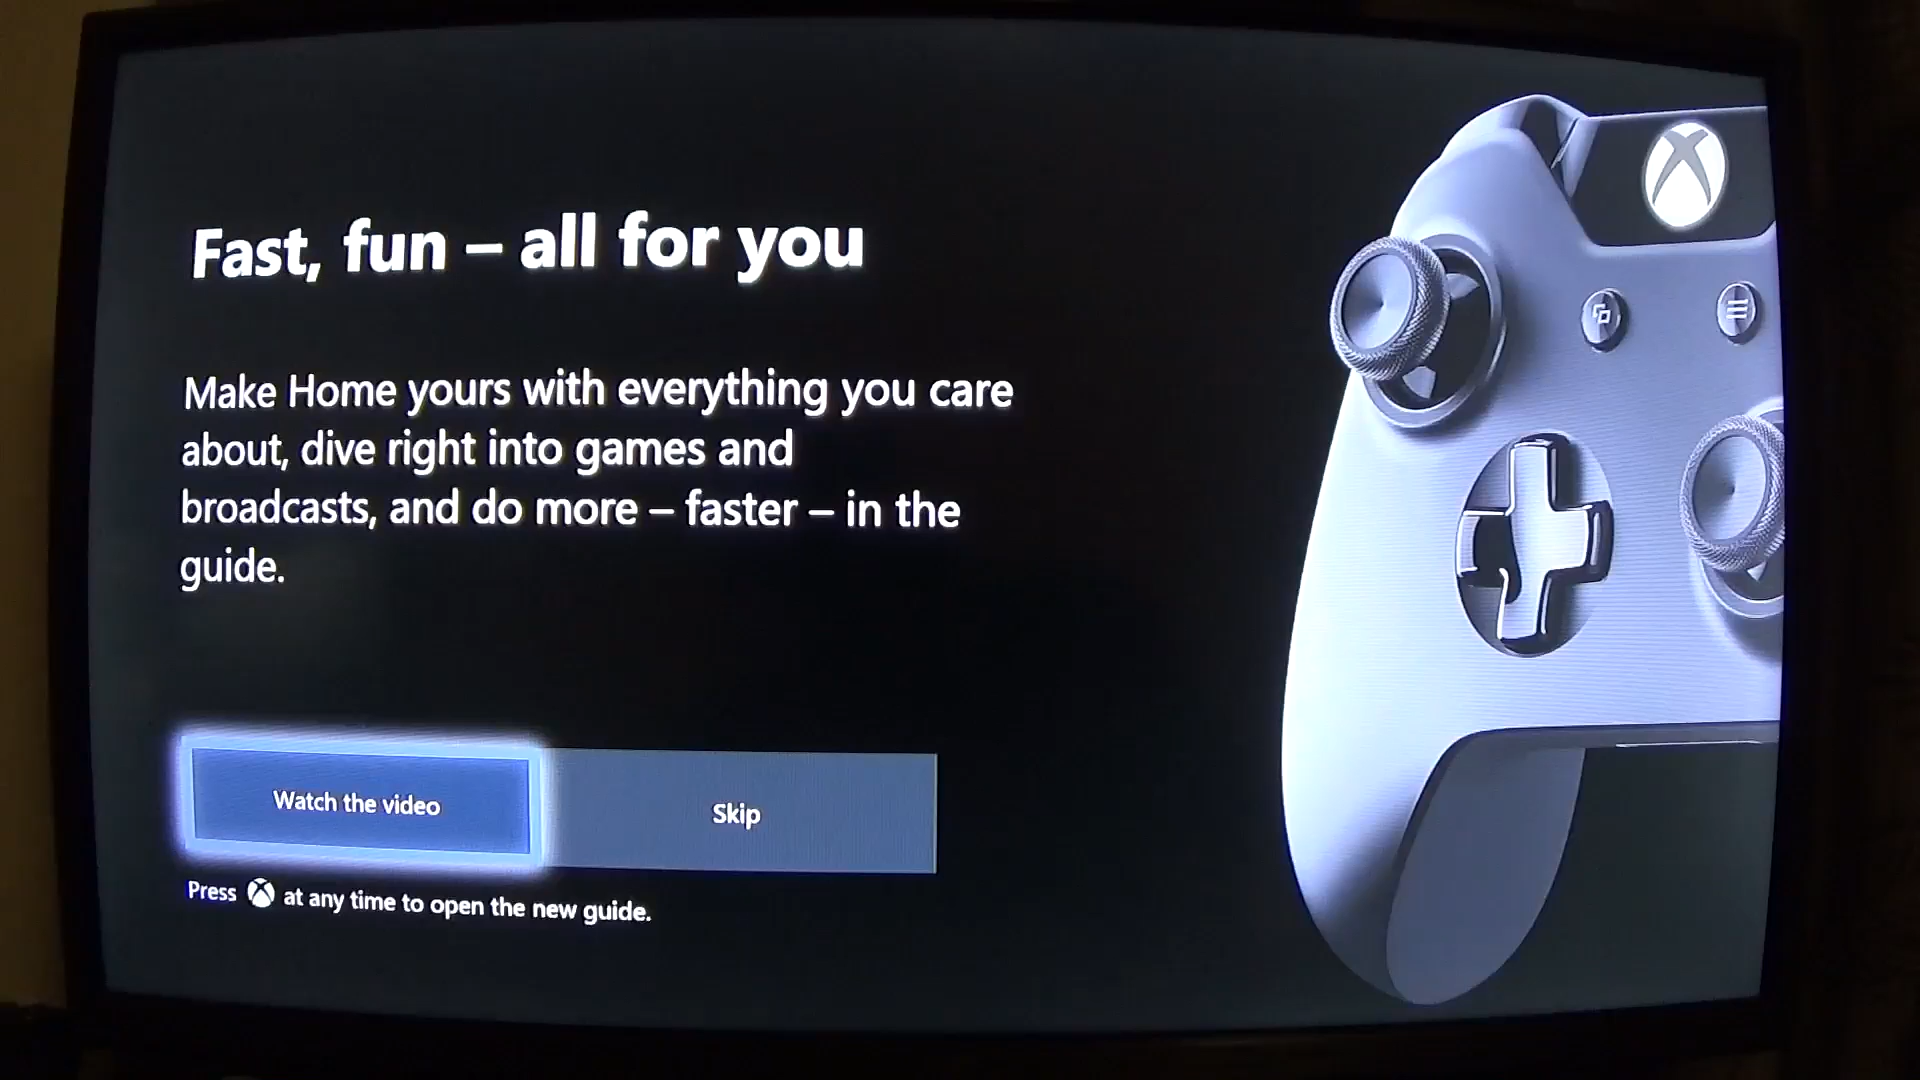 Fast, fun – all for you
Make Home yours with everything you care
about, dive right into games and
broadcasts, and do more – faster – in the
guide.
Watch the video
Skip
Press at any time to open the new guide.